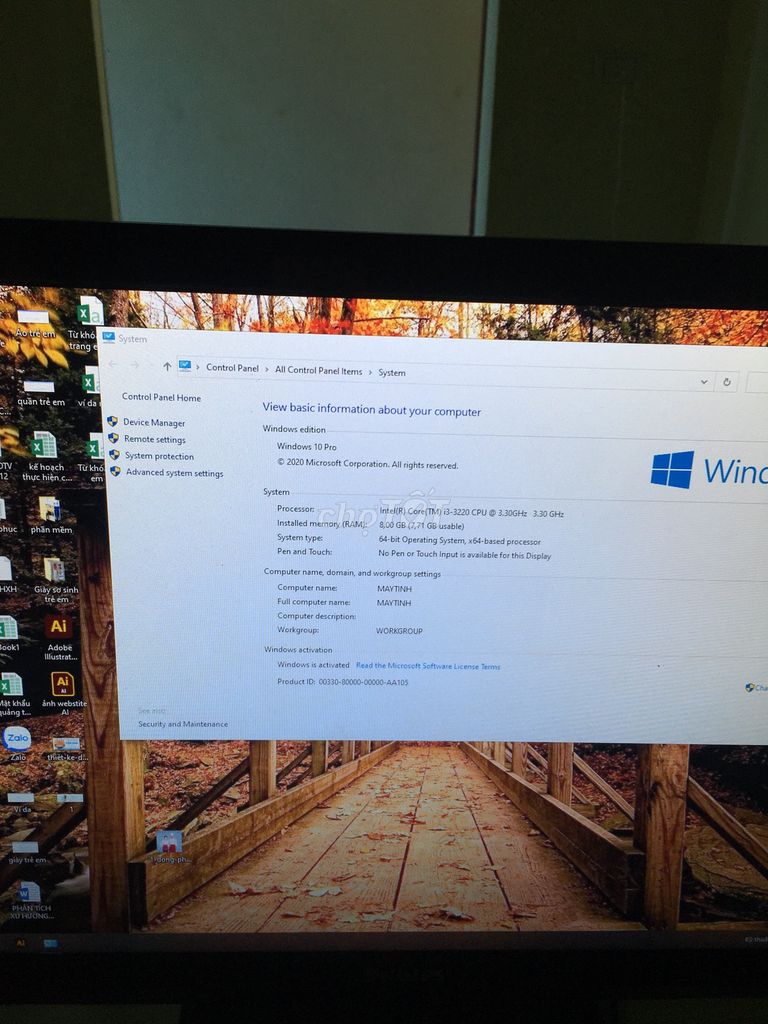 Áo trẻ em
Từ khó
trang e
quần trẻ em
ví da
kế hoạch
thực hiện c...
Từ khó
em
phần mềm
Giày sơ sinh
trẻ em
Book1
Adobe
Illustrat...
Mật khẩu
quảng t...
ảnh webstite
AI
Zalo
Zalo
thiết-ke-d...
Ví da
1
giày trẻ em
1-dong-ph...
PHÂN TÍCH
XU HƯỚNG...
System
Control Panel › All Control Panel Items › System
Control Panel Home
Device Manager
Remote settings
System protection
Advanced system settings
See also
Security and Maintenance
View basic information about your computer
Windows edition
Windows 10 Pro
© 2020 Microsoft Corporation. All rights reserved.
Wind
System
Processor: Intel(R) Core(TM) i3-3220 CPU @ 3.30GHz 3.30 GHz
Installed memory (RAM): 8,00 GB (7,71 GB usable)
System type: 64-bit Operating System, x64-based processor
Pen and Touch: No Pen or Touch Input is available for this Display
chợTỐT
Computer name, domain, and workgroup settings
Computer name: MAYTINH
Full computer name: MAYTINH
Computer description:
Workgroup: WORKGROUP
Windows activation
Windows is activated Read the Microsoft Software License Terms
Product ID: 00330-80000-00000-AA105
Cha